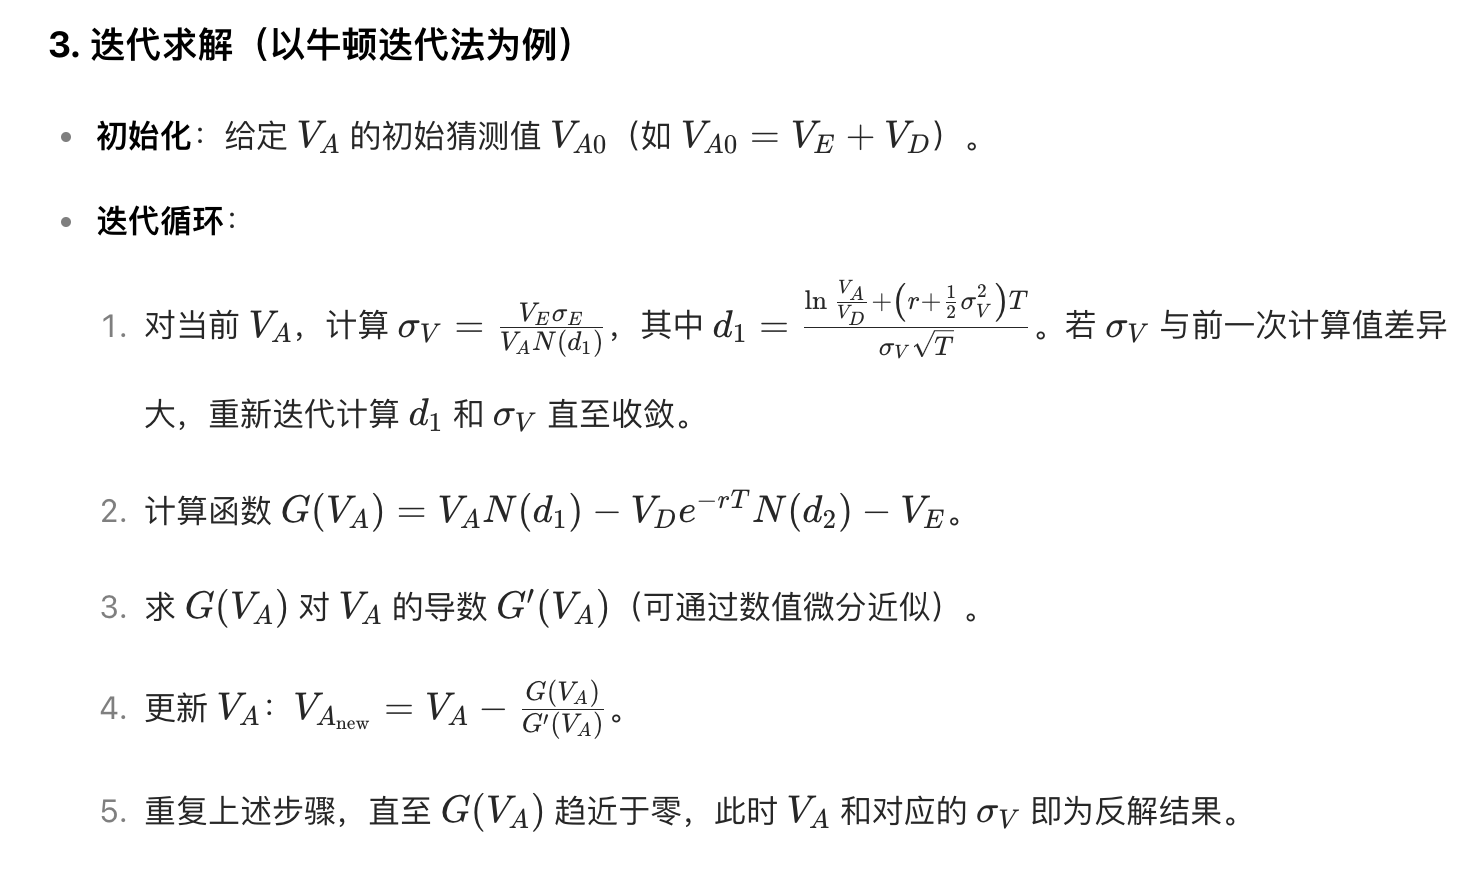 3. 迭代求解（以牛顿迭代法为例）
• 初始化：给定 $V_A$ 的初始猜测值 $V_{A0}$（如 $V_{A0} = V_E + V_D$）。
• 迭代循环：
1. 对当前 $V_A$，计算 $\sigma_V = \frac{V_E \sigma_E}{V_A N(d_1)}$，其中 $d_1 = \frac{\ln \frac{V_A}{V_D} + \left(r + \frac{1}{2}\sigma_V^2\right)T}{\sigma_V \sqrt{T}}$。若 $\sigma_V$ 与前一次计算值差异
大，重新迭代计算 $d_1$ 和 $\sigma_V$ 直至收敛。
2. 计算函数 $G(V_A) = V_A N(d_1) - V_D e^{-rT} N(d_2) - V_E$。
3. 求 $G(V_A)$ 对 $V_A$ 的导数 $G'(V_A)$（可通过数值微分近似）。
4. 更新 $V_A$：$V_{A_{\text{new}}} = V_A - \frac{G(V_A)}{G'(V_A)}$。
5. 重复上述步骤，直至 $G(V_A)$ 趋近于零，此时 $V_A$ 和对应的 $\sigma_V$ 即为反解结果。